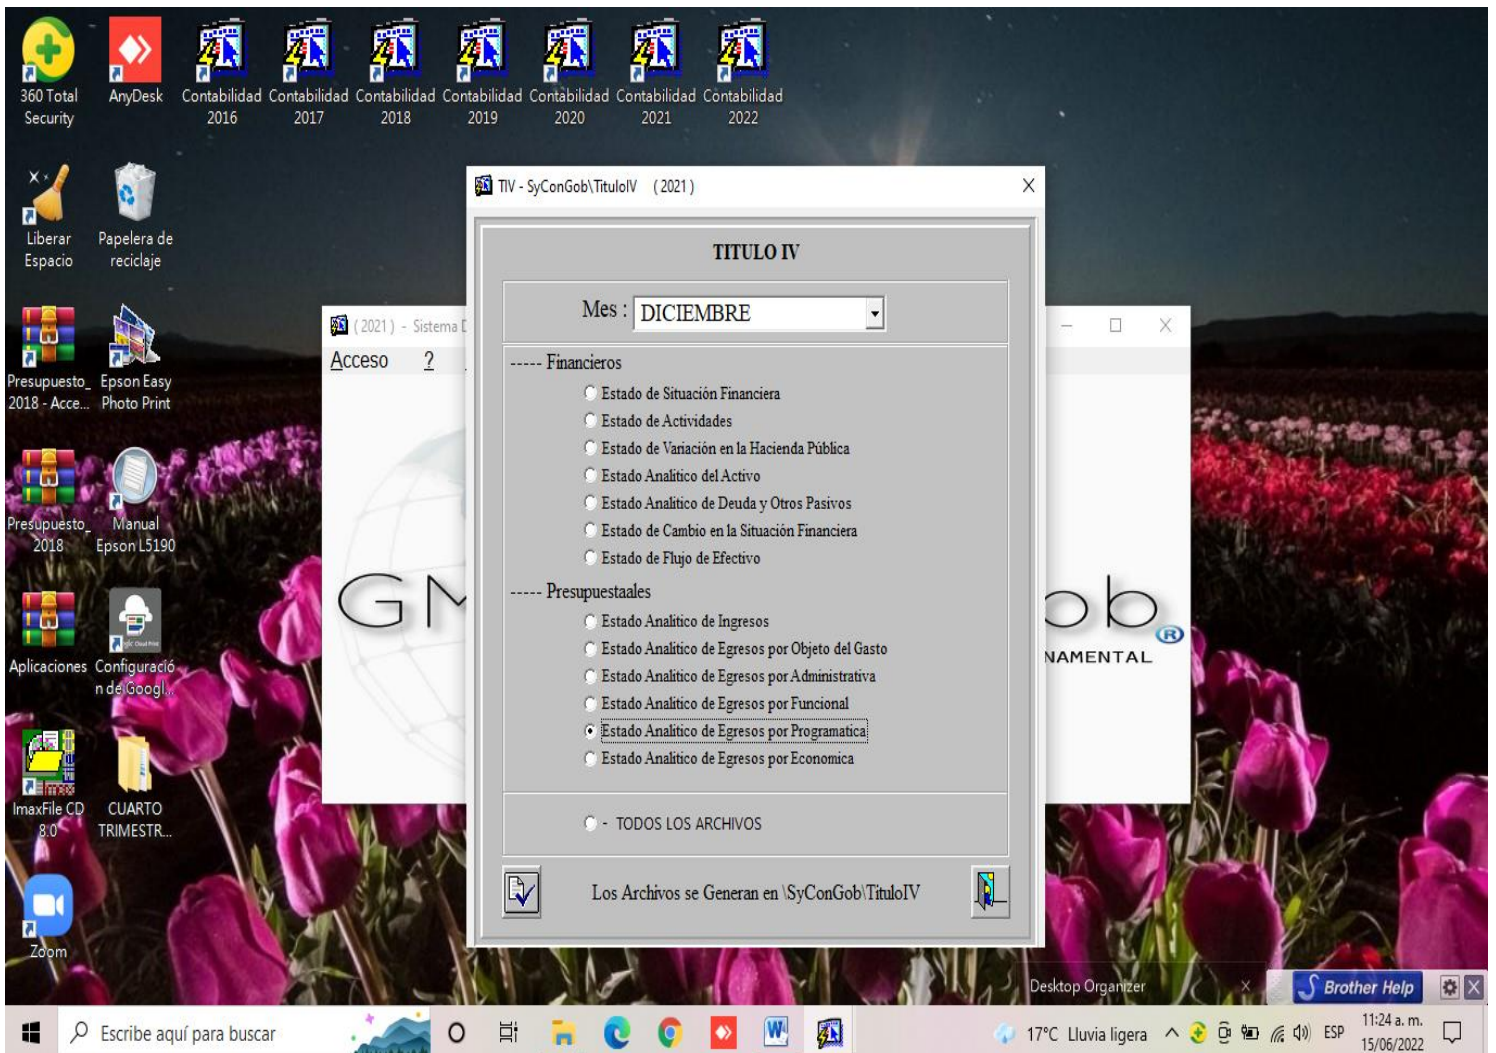 360 Total
Security
AnyDesk
Contabilidad
2016
Contabilidad
2017
Contabilidad
2018
Contabilidad
2019
Contabilidad
2020
Contabilidad
2021
Contabilidad
2022
Liberar
Espacio
Papelera de
reciclaje
Presupuesto_
2018 - Acce...
Epson Easy
Photo Print
Presupuesto_
2018
Manual
Epson L5190
Aplicaciones
Configuració
n de Googl...
ImaxFile CD
8.0
CUARTO
TRIMESTR...
Zoom
( 2021 ) - Sistema D
Acceso ?
GM
ob
®
NAMENTAL
TIV - SyConGob\TituloIV ( 2021 )
TITULO IV
Mes : DICIEMBRE
----- Financieros
Estado de Situación Financiera
Estado de Actividades
Estado de Variación en la Hacienda Pública
Estado Analitico del Activo
Estado Analitico de Deuda y Otros Pasivos
Estado de Cambio en la Situación Financiera
Estado de Flujo de Efectivo
----- Presupuestaales
Estado Analitico de Ingresos
Estado Analitico de Egresos por Objeto del Gasto
Estado Analitico de Egresos por Administrativa
Estado Analitico de Egresos por Funcional
Estado Analitico de Egresos por Programatica
Estado Analitico de Egresos por Economica
- TODOS LOS ARCHIVOS
Los Archivos se Generan en \SyConGob\TituloIV
Desktop Organizer
Brother Help
Escribe aquí para buscar
17°C Lluvia ligera
ESP
11:24 a. m.
15/06/2022